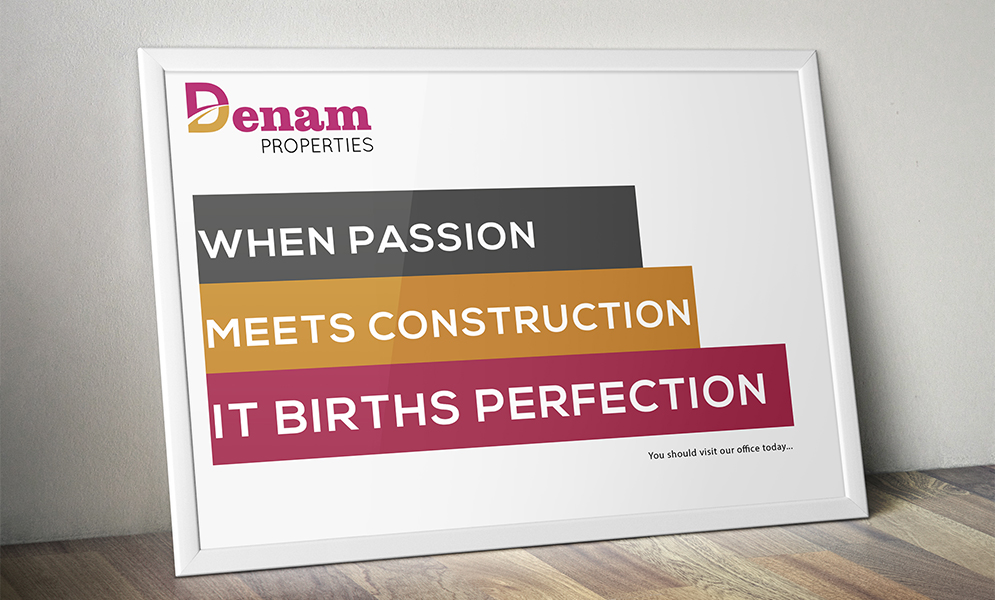 Denam
PROPERTIES
WHEN PASSION
MEETS CONSTRUCTION
IT BIRTHS PERFECTION
You should visit our office today...